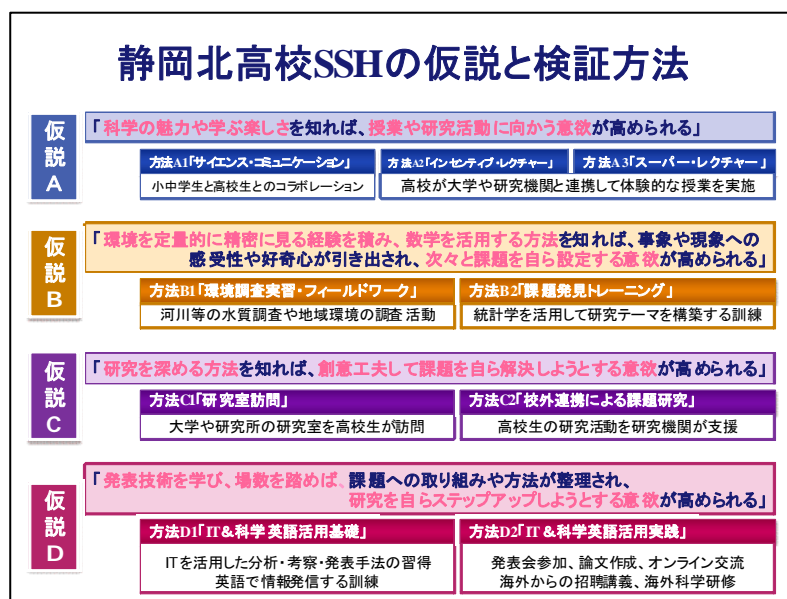 静岡北高校SSHの仮説と検証方法
仮説A
「科学の魅力や学ぶ楽しさを知れば、授業や研究活動に向かう意欲が高められる」
方法A1「サイエンス・コミュニケーション」
小中学生と高校生とのコラボレーション
方法A2「インセンティブ・レクチャー」
方法A3「スーパー・レクチャー」
高校が大学や研究機関と連携して体験的な授業を実施
仮説B
「環境を定量的に精密に見る経験を積み、数学を活用する方法を知れば、事象や現象への
感受性や好奇心が引き出され、次々と課題を自ら設定する意欲が高められる」
方法B1「環境調査実習・フィールドワーク」
河川等の水質調査や地域環境の調査活動
方法B2「課題発見トレーニング」
統計学を活用して研究テーマを構築する訓練
仮説C
「研究を深める方法を知れば、創意工夫して課題を自ら解決しようとする意欲が高められる」
方法C1「研究室訪問」
大学や研究所の研究室を高校生が訪問
方法C2「校外連携による課題研究」
高校生の研究活動を研究機関が支援
仮説D
「発表技術を学び、場数を踏めば、課題への取り組みや方法が整理され、
研究を自らステップアップしようとする意欲が高められる」
方法D1「IT&科学英語活用基礎」
ITを活用した分析・考察・発表手法の習得
英語で情報発信する訓練
方法D2「IT&科学英語活用実践」
発表会参加、論文作成、オンライン交流
海外からの招聘講義、海外科学研修